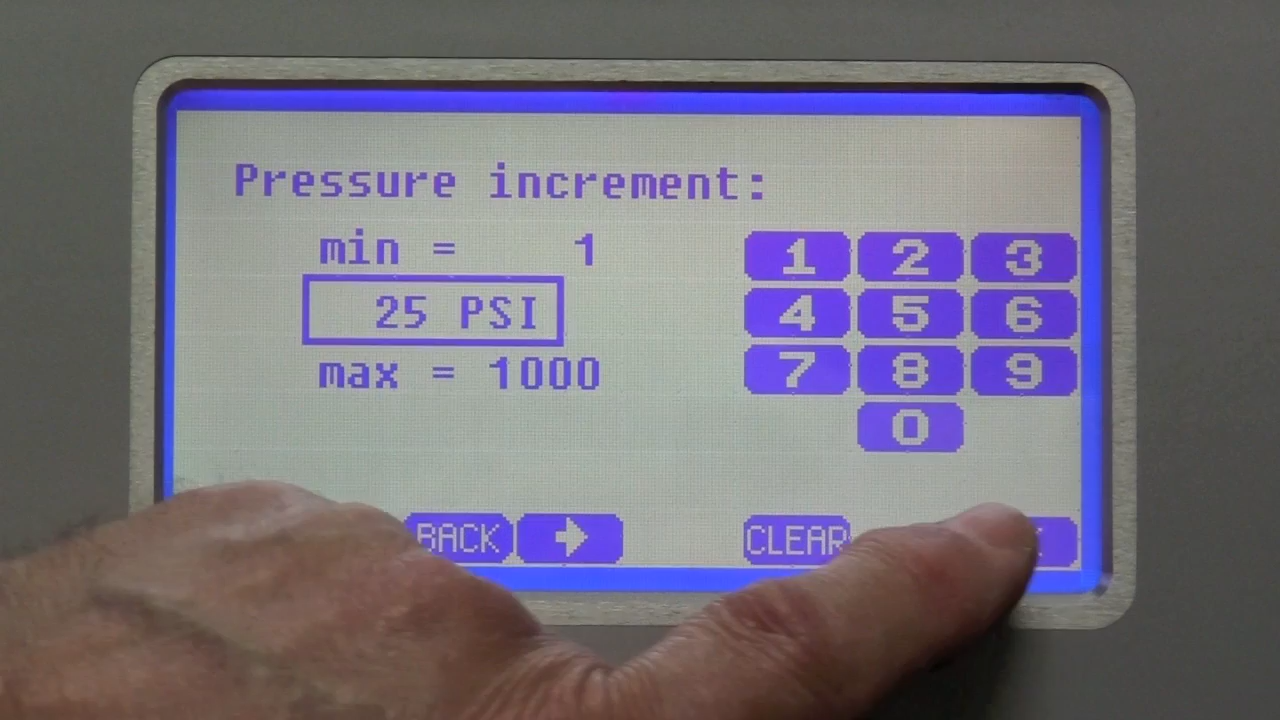 Pressure increment:
min = 1
25 PSI
max = 1000
1 2 3
4 5 6
7 8 9
0
BACK CLEAR